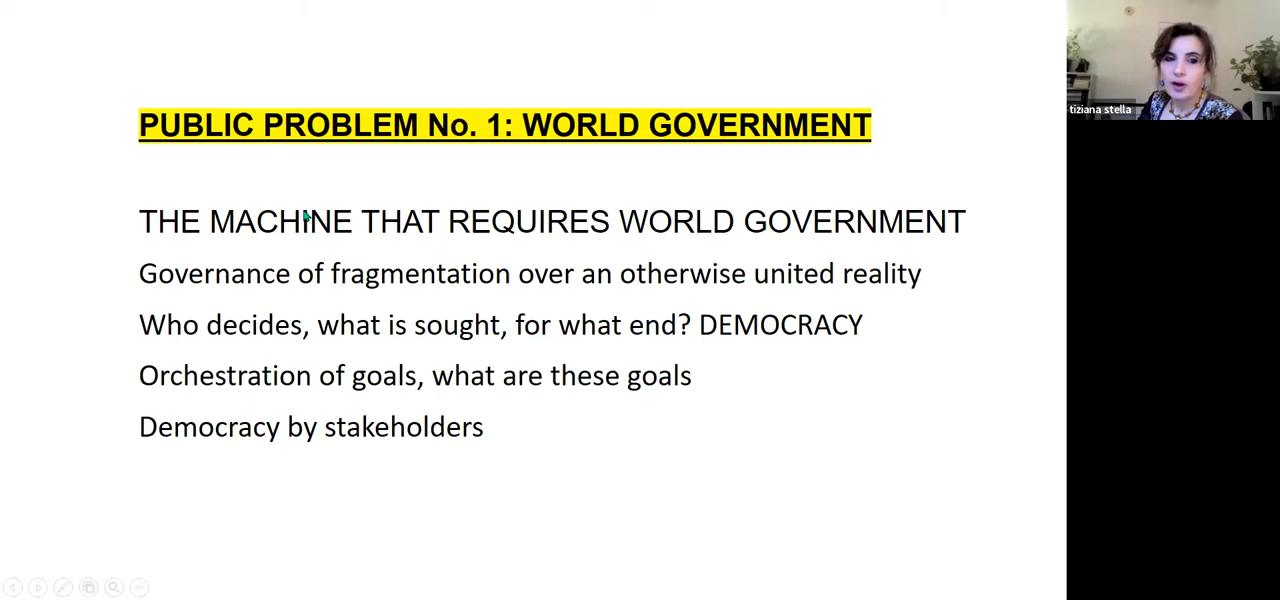 PUBLIC PROBLEM No. 1: WORLD GOVERNMENT
THE MACHINE THAT REQUIRES WORLD GOVERNMENT
Governance of fragmentation over an otherwise united reality
Who decides, what is sought, for what end? DEMOCRACY
Orchestration of goals, what are these goals
Democracy by stakeholders
tiziana stella